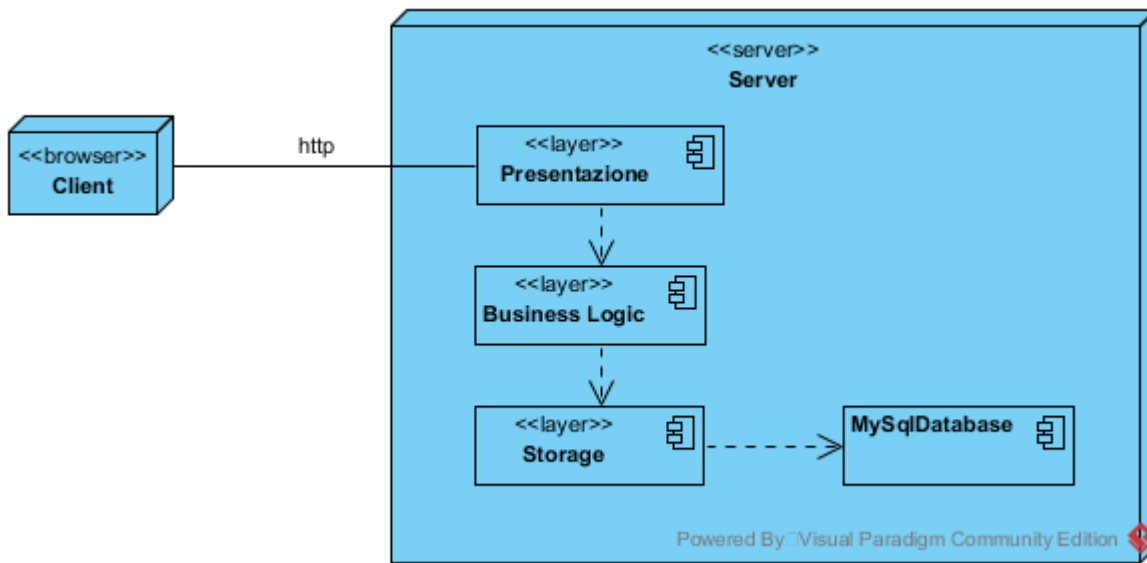 <<server>>
Server
<<browser>>
Client
http
<<layer>>
Presentazione
<<layer>>
Business Logic
<<layer>>
Storage
MySqlDatabase
Powered By Visual Paradigm Community Edition